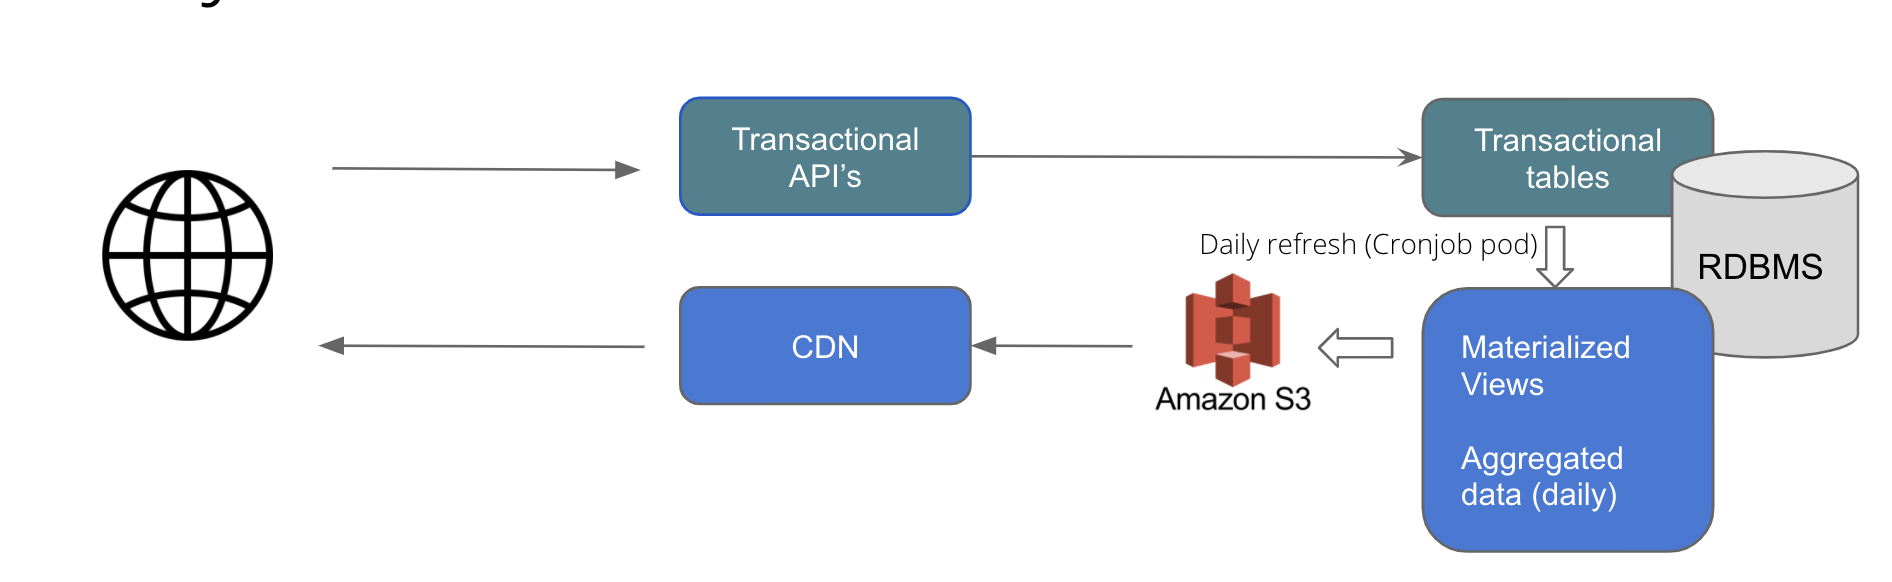 Transactional
API’s
Transactional
tables
Daily refresh (Cronjob pod)
RDBMS
CDN
Amazon S3
Materialized
Views
Aggregated
data (daily)